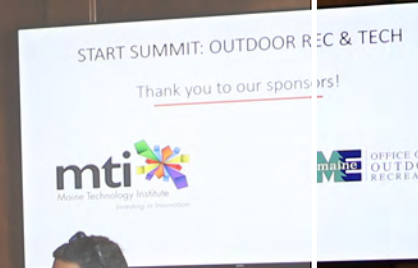 START SUMMIT: OUTDOOR REC & TECH
Thank you to our sponsors!
mti
Maine Technology Institute
Investing in Innovation
maine
ME
OFFICE
OUTDO
RECREA